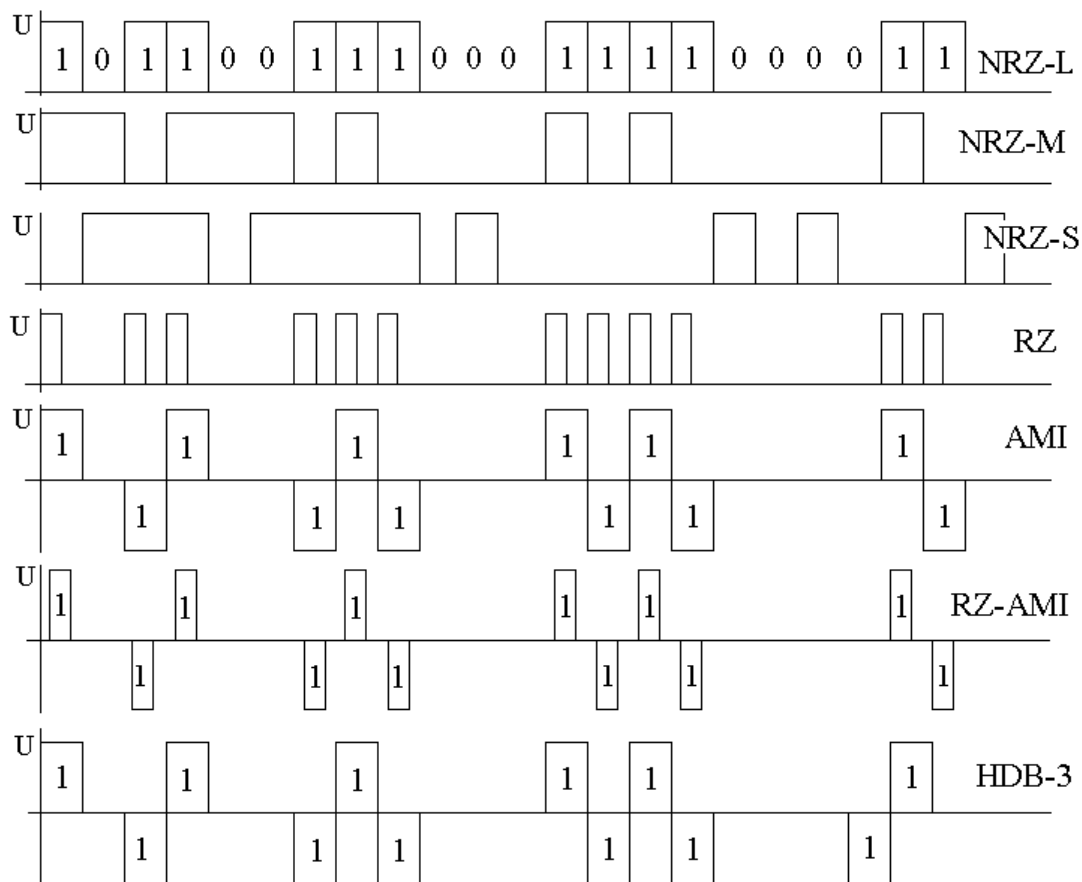 U 1 0 1 1 0 0 1 1 1 0 0 0 1 1 1 1 0 0 0 0 1 1 NRZ-L
U NRZ-M
U NRZ-S
U RZ
U 1 1 1 1 1 1 AMI
1 1 1 1 1 1
U 1 1 1 1 1 1 RZ-AMI
1 1 1 1 1 1
U 1 1 1 1 1 1 HDB-3
1 1 1 1 1 1